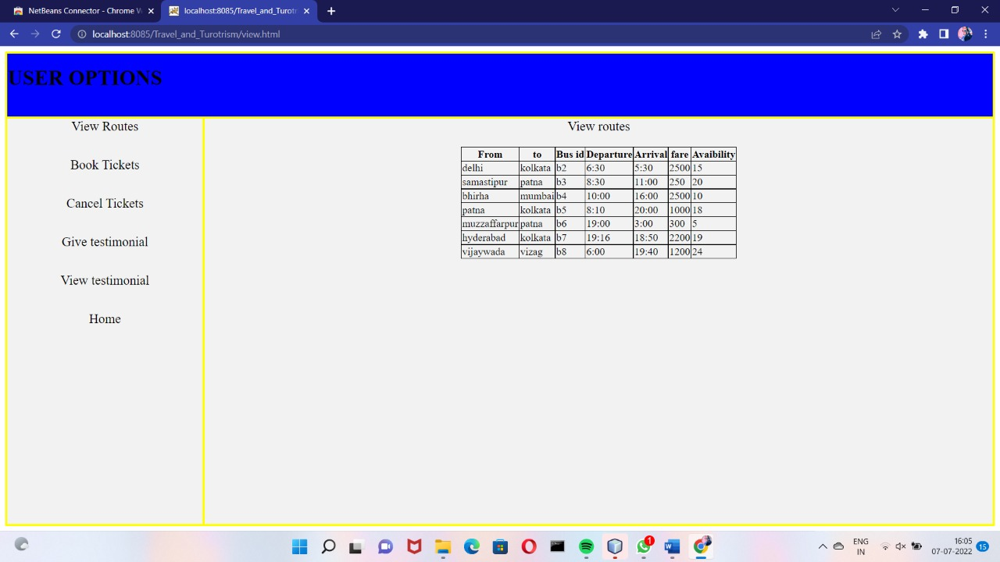 NetBeans Connector - Chrome W
localhost:8085/Travel_and_Turotr
localhost:8085/Travel_and_Turotrism/view.html
USER OPTIONS
View Routes
Book Tickets
Cancel Tickets
Give testimonial
View testimonial
Home
View routes
From to Bus id Departure Arrival fare Avaibility
delhi kolkata b2 6:30 5:30 2500 15
samastipur patna b3 8:30 11:00 250 20
bhirha mumbai b4 10:00 16:00 2500 10
patna kolkata b5 8:10 20:00 1000 18
muzzaffarpur patna b6 19:00 3:00 300 5
hyderabad kolkata b7 19:16 18:50 2200 19
vijaywada vizag b8 6:00 19:40 1200 24
1
W
ENG
IN
16:05
07-07-2022
15